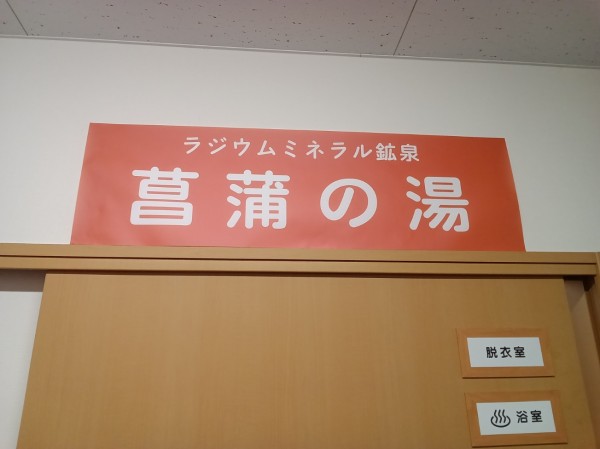 ラジウムミネラル鉱泉
菖蒲の湯
脱衣室
♨浴室